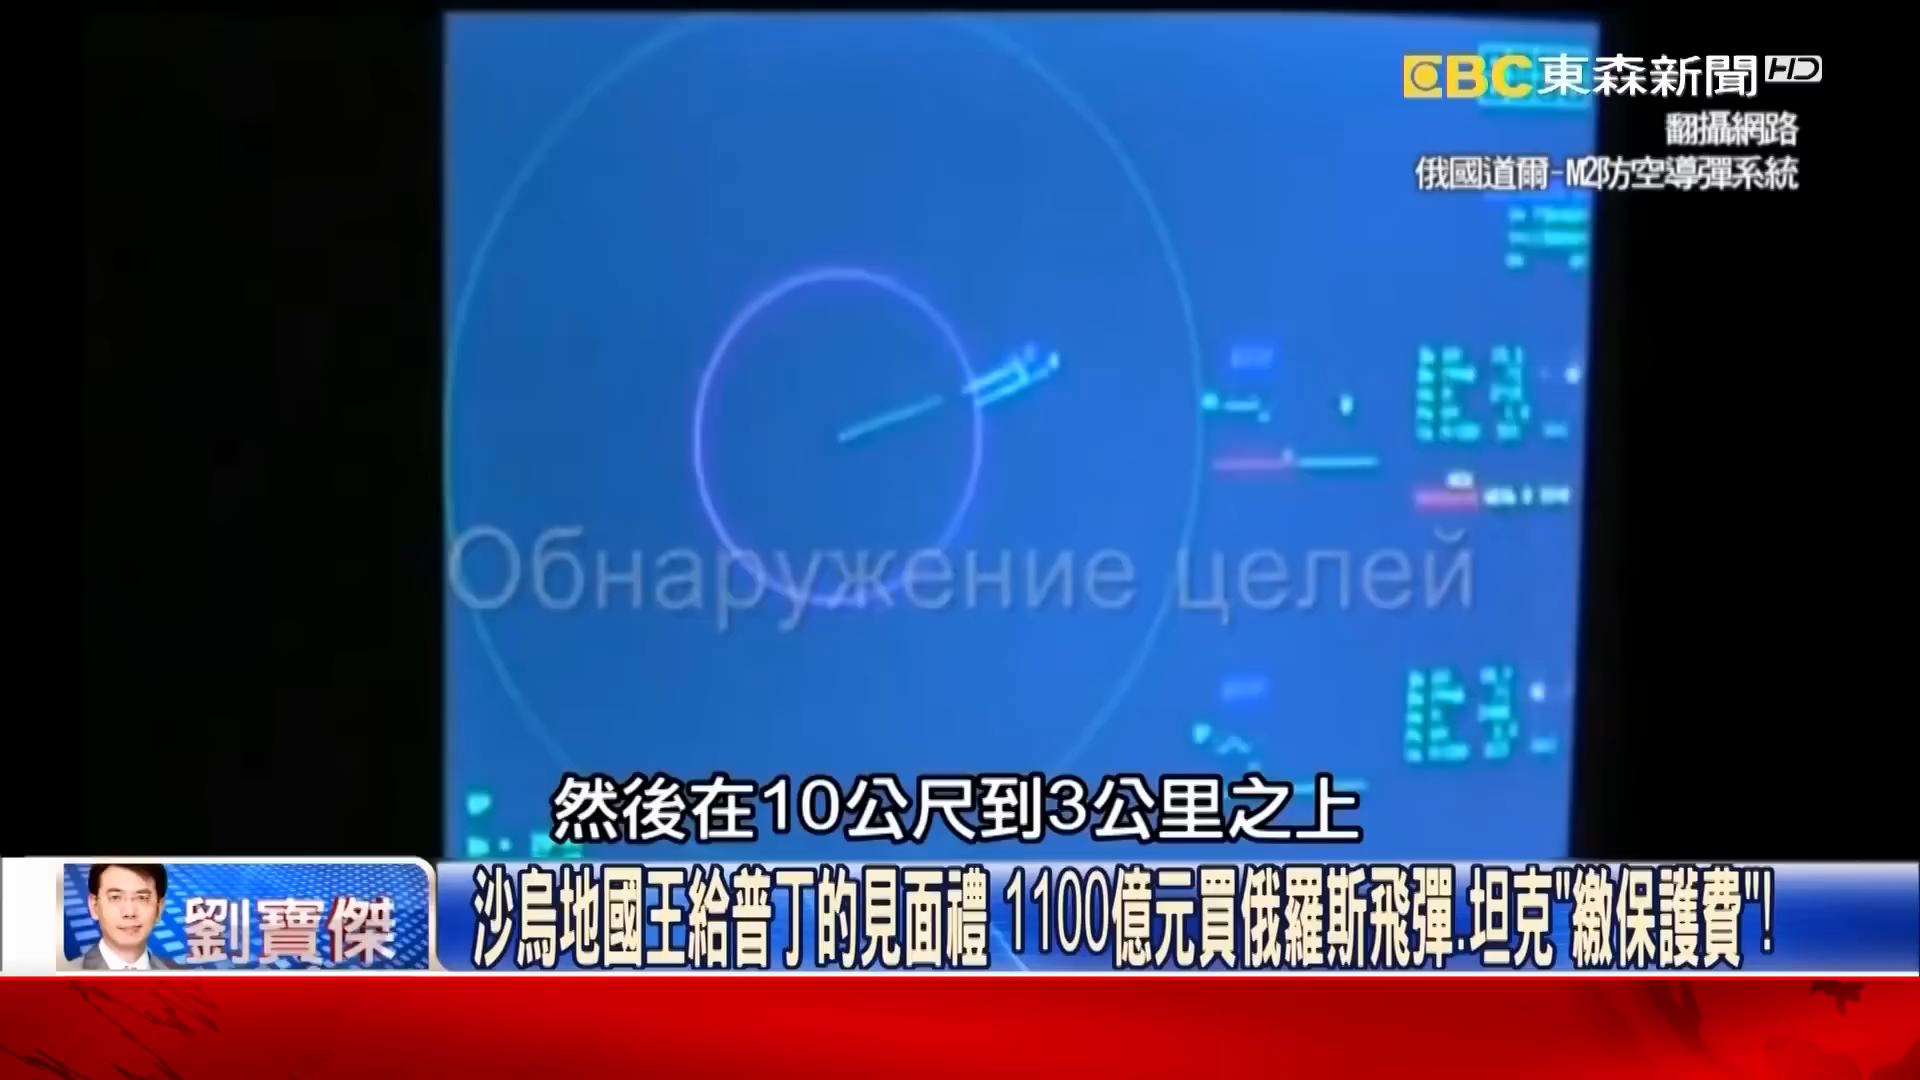 EBC東森新聞HD
翻攝網路
俄國道爾-M2防空導彈系統
Обнаружение целей
然後在10公尺到3公里之上
劉寶傑
沙烏地國王給普丁的見面禮 1100億元買俄羅斯飛彈.坦克"繳保護費"!